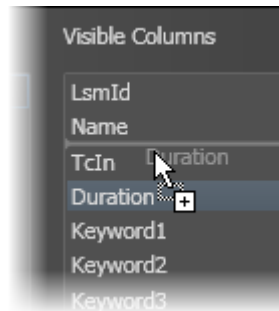 Visible Columns
LsmId
Name
TcIn Duration
Duration
Keyword1
Keyword2
Keyword3